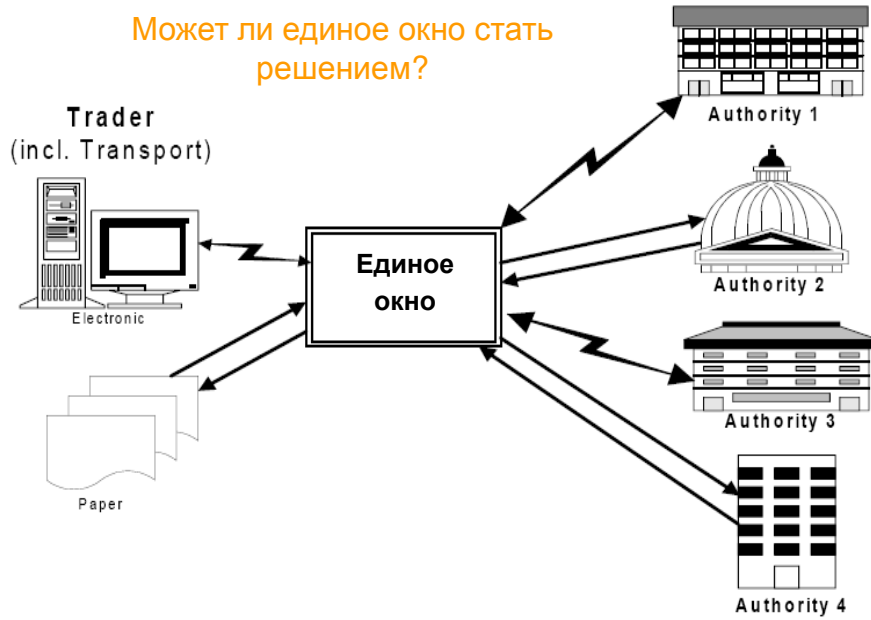 Может ли единое окно стать
решением?
Trader
(incl. Transport)
Electronic
Paper
Единое
окно
Authority 1
Authority 2
Authority 3
Authority 4